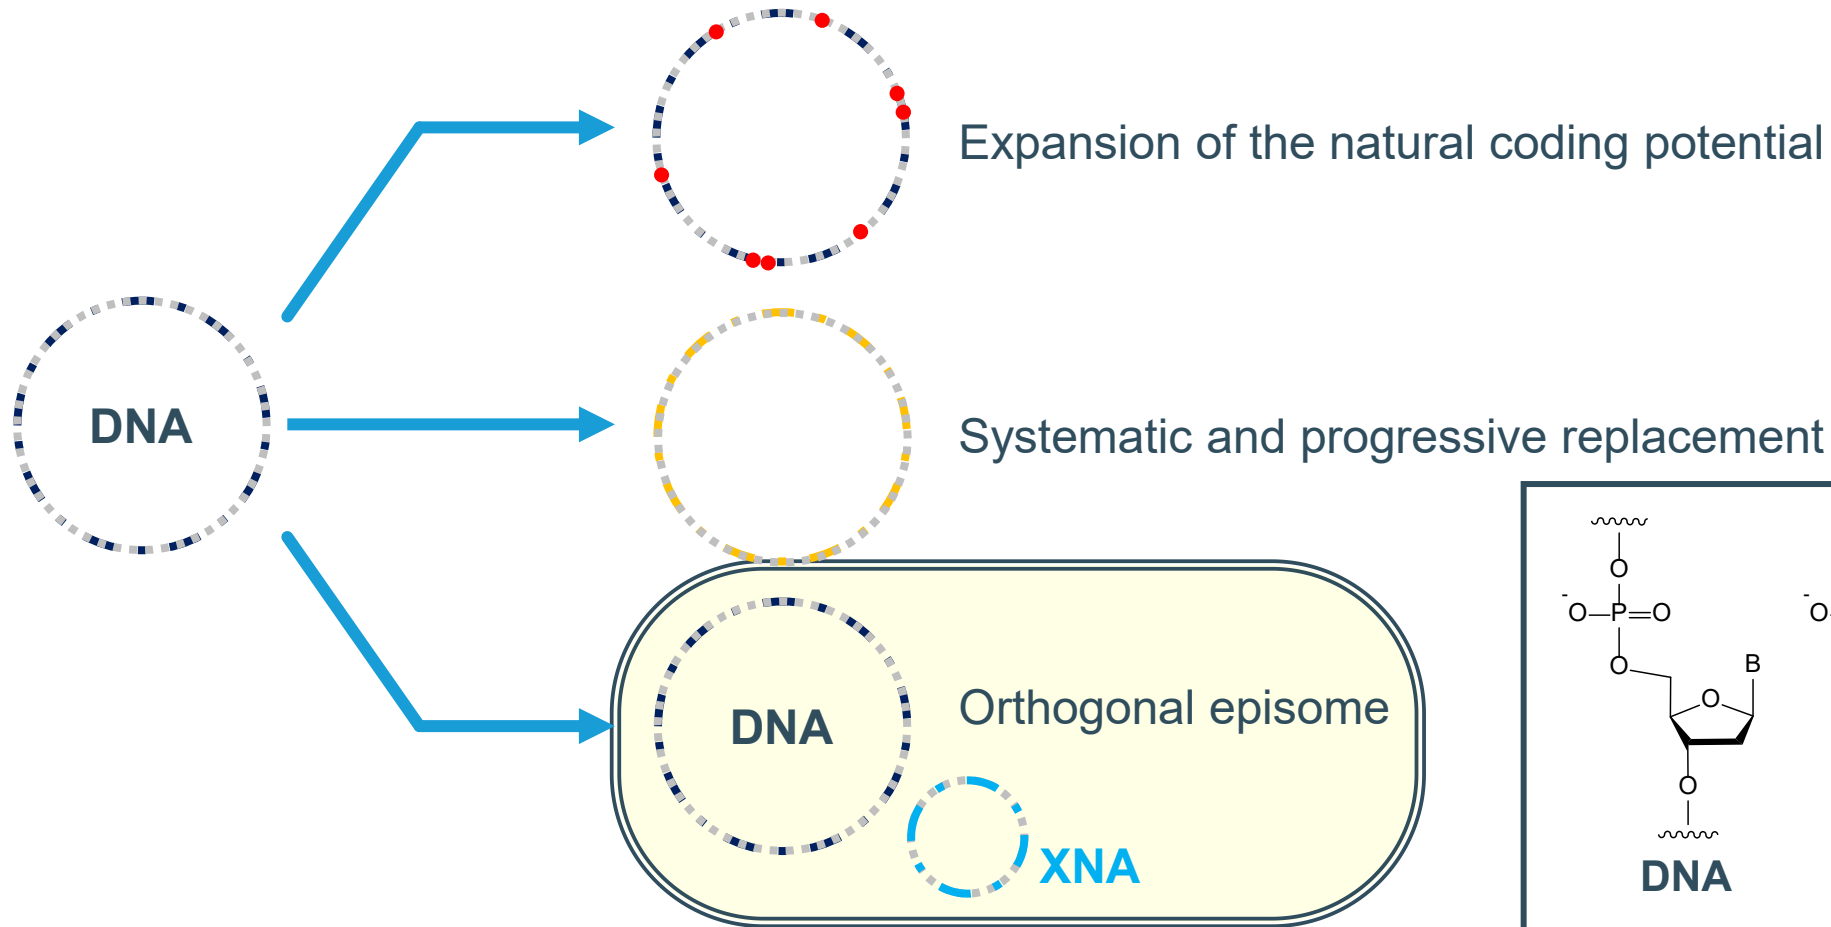 Expansion of the natural coding potential
DNA
Systematic and progressive replacement
DNA
Orthogonal episome
XNA
O
-O-P=O
O
B
O
O
DNA
-O